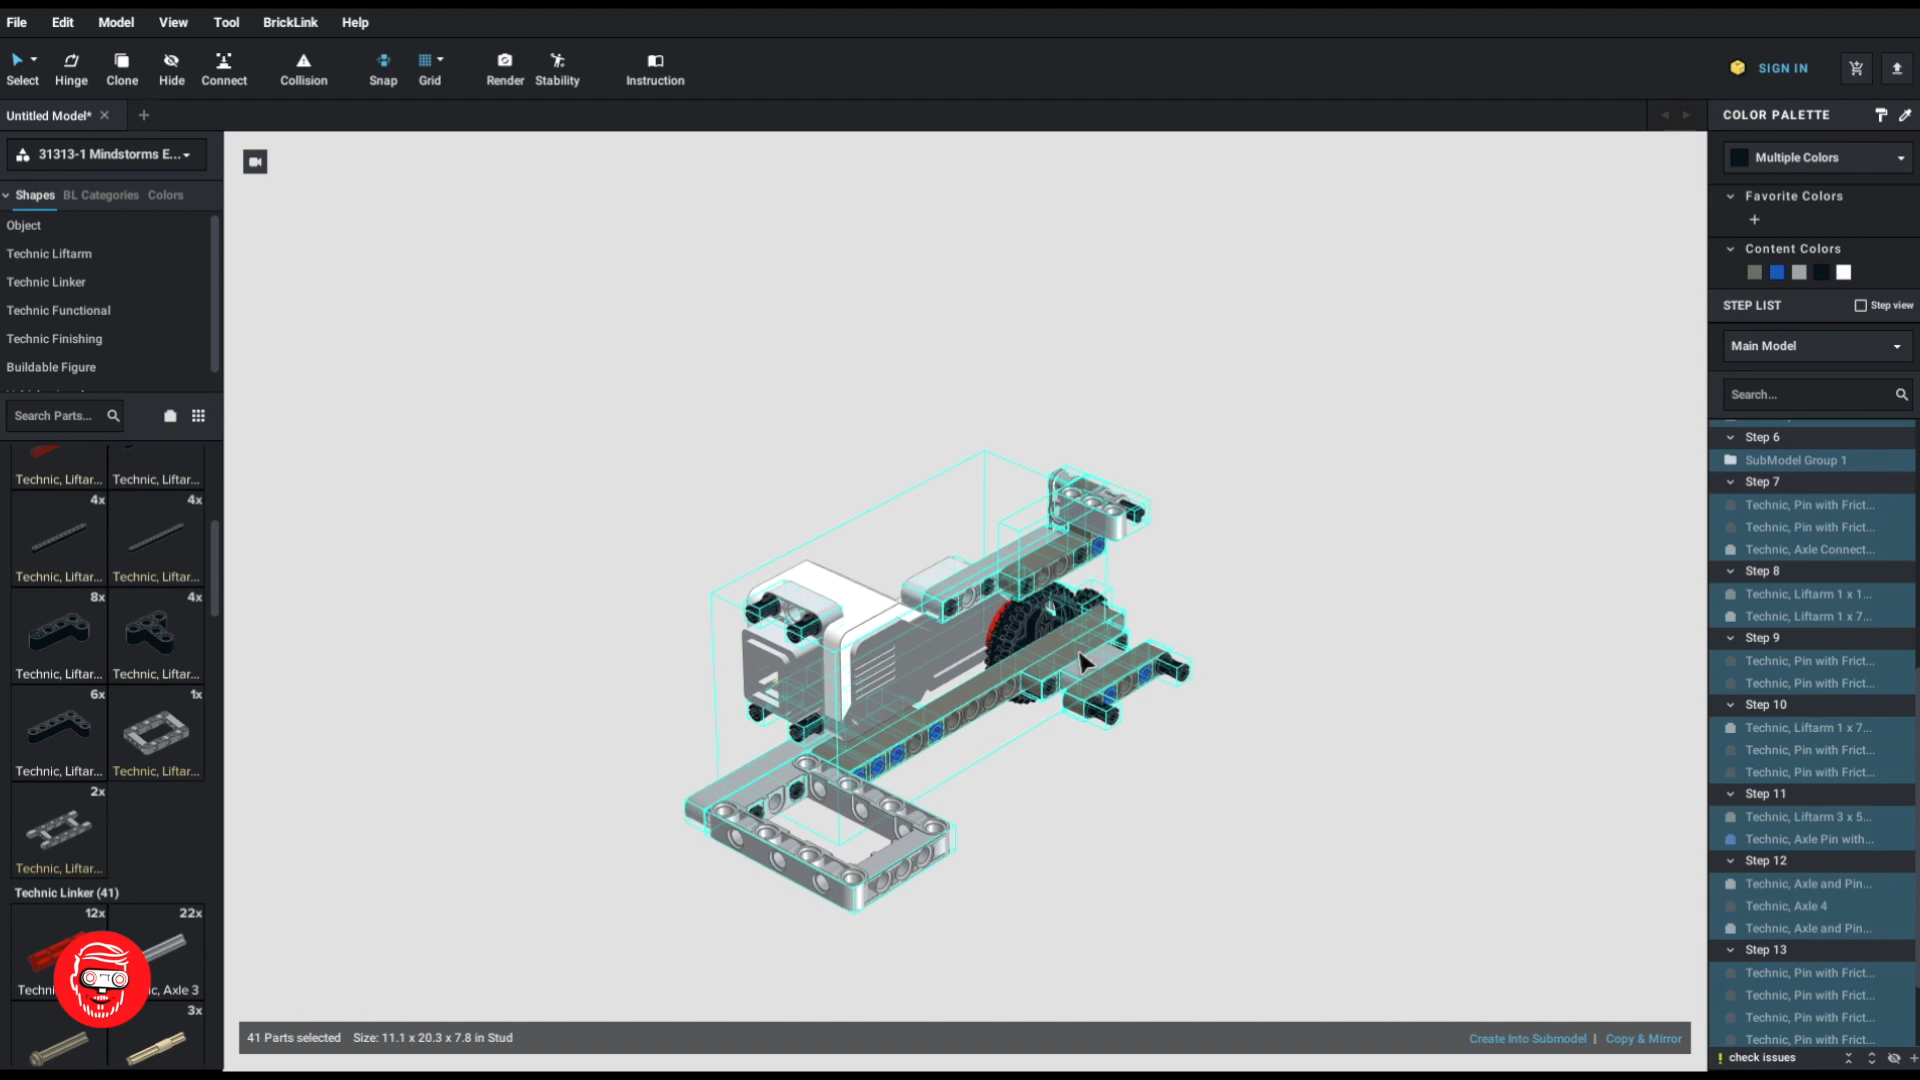 File Edit Model View Tool BrickLink Help
Select Hinge Clone Hide Connect Collision Snap Grid Render Stability Instruction SIGN IN
Untitled Model*
31313-1 Mindstorms E...
Shapes BL Categories Colors
Object
Technic Liftarm
Technic Linker
Technic Functional
Technic Finishing
Buildable Figure
Search Parts...
Technic, Liftar... Technic, Liftar...
4x 4x
Technic, Liftar... Technic, Liftar...
8x 4x
Technic, Liftar... Technic, Liftar...
6x 1x
Technic, Liftar... Technic, Liftar...
2x
Technic, Liftar...
Technic Linker (41)
12x 22x
Techni c, Axle 3
3x
41 Parts selected Size: 11.1 x 20.3 x 7.8 in Stud
Create Into Submodel | Copy & Mirror
COLOR PALETTE
Multiple Colors
Favorite Colors
Content Colors
STEP LIST Step view
Main Model
Search...
Step 6
SubModel Group 1
Step 7
Technic, Pin with Frict...
Technic, Pin with Frict...
Technic, Axle Connect...
Step 8
Technic, Liftarm 1 x 1...
Technic, Liftarm 1 x 7...
Step 9
Technic, Pin with Frict...
Technic, Pin with Frict...
Step 10
Technic, Liftarm 1 x 7...
Technic, Pin with Frict...
Technic, Pin with Frict...
Step 11
Technic, Liftarm 3 x 5...
Technic, Axle Pin with...
Step 12
Technic, Axle and Pin...
Technic, Axle 4
Technic, Axle and Pin...
Step 13
Technic, Pin with Frict...
Technic, Pin with Frict...
Technic, Pin with Frict...
Technic, Pin with Frict...
check issues